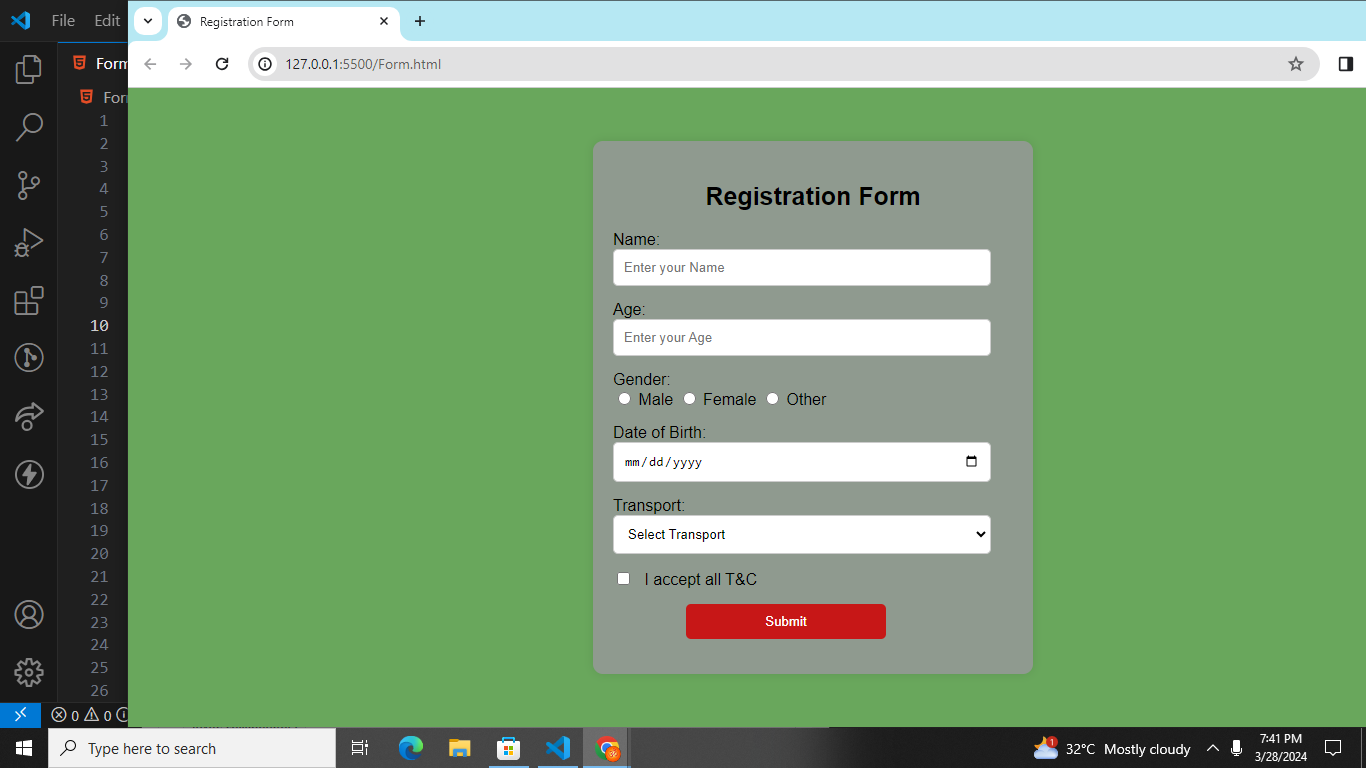 File Edit
Registration Form
Form
127.0.0.1:5500/Form.html
For
1
2
3
4
5
6
7
8
9
10
11
12
13
14
15
16
17
18
19
20
21
22
23
24
25
26
Registration Form
Name:
Enter your Name
Age:
Enter your Age
Gender:
Male Female Other
Date of Birth:
mm/dd/yyyy
Transport:
Select Transport
I accept all T&C
Submit
0 0
Type here to search
1
32°C Mostly cloudy
7:41 PM
3/28/2024